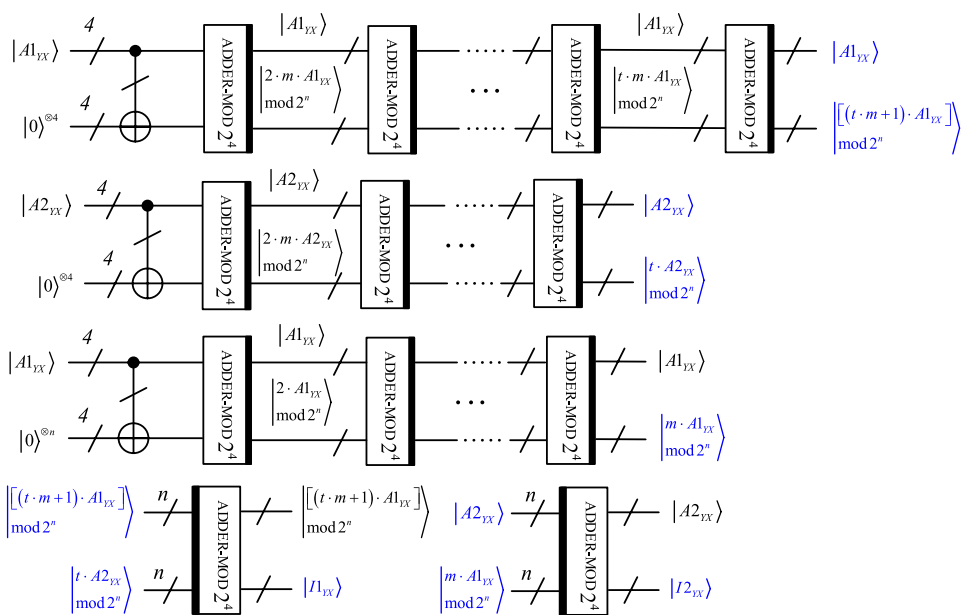 4 |A1_YX⟩ 4 |A1_YX⟩ ····· |A1_YX⟩ |A1_YX⟩
ADDER-MOD 2^4 ADDER-MOD 2^4 ADDER-MOD 2^4 ADDER-MOD 2^4
|2·m·A1_YX mod 2^n⟩ ··· |t·m·A1_YX mod 2^n⟩
|0⟩^⊗4 4 ····· |[(t·m+1)·A1_YX] mod 2^n⟩
4 |A2_YX⟩ |A2_YX⟩ ····· |A2_YX⟩
ADDER-MOD 2^4 ADDER-MOD 2^4 ADDER-MOD 2^4
|2·m·A2_YX mod 2^n⟩ ···
|0⟩^⊗4 4 ····· |t·A2_YX mod 2^n⟩
4 |A1_YX⟩ |A1_YX⟩ ····· |A1_YX⟩
ADDER-MOD 2^4 ADDER-MOD 2^4 ADDER-MOD 2^4
|2·A1_YX mod 2^n⟩ ···
|0⟩^⊗n 4 ····· |m·A1_YX mod 2^n⟩
|[(t·m+1)·A1_YX] mod 2^n⟩ n ADDER-MOD 2^4 |[(t·m+1)·A1_YX] mod 2^n⟩
|t·A2_YX mod 2^n⟩ n |I1_YX⟩
|A2_YX⟩ n ADDER-MOD 2^4 |A2_YX⟩
|m·A1_YX mod 2^n⟩ n |I2_YX⟩